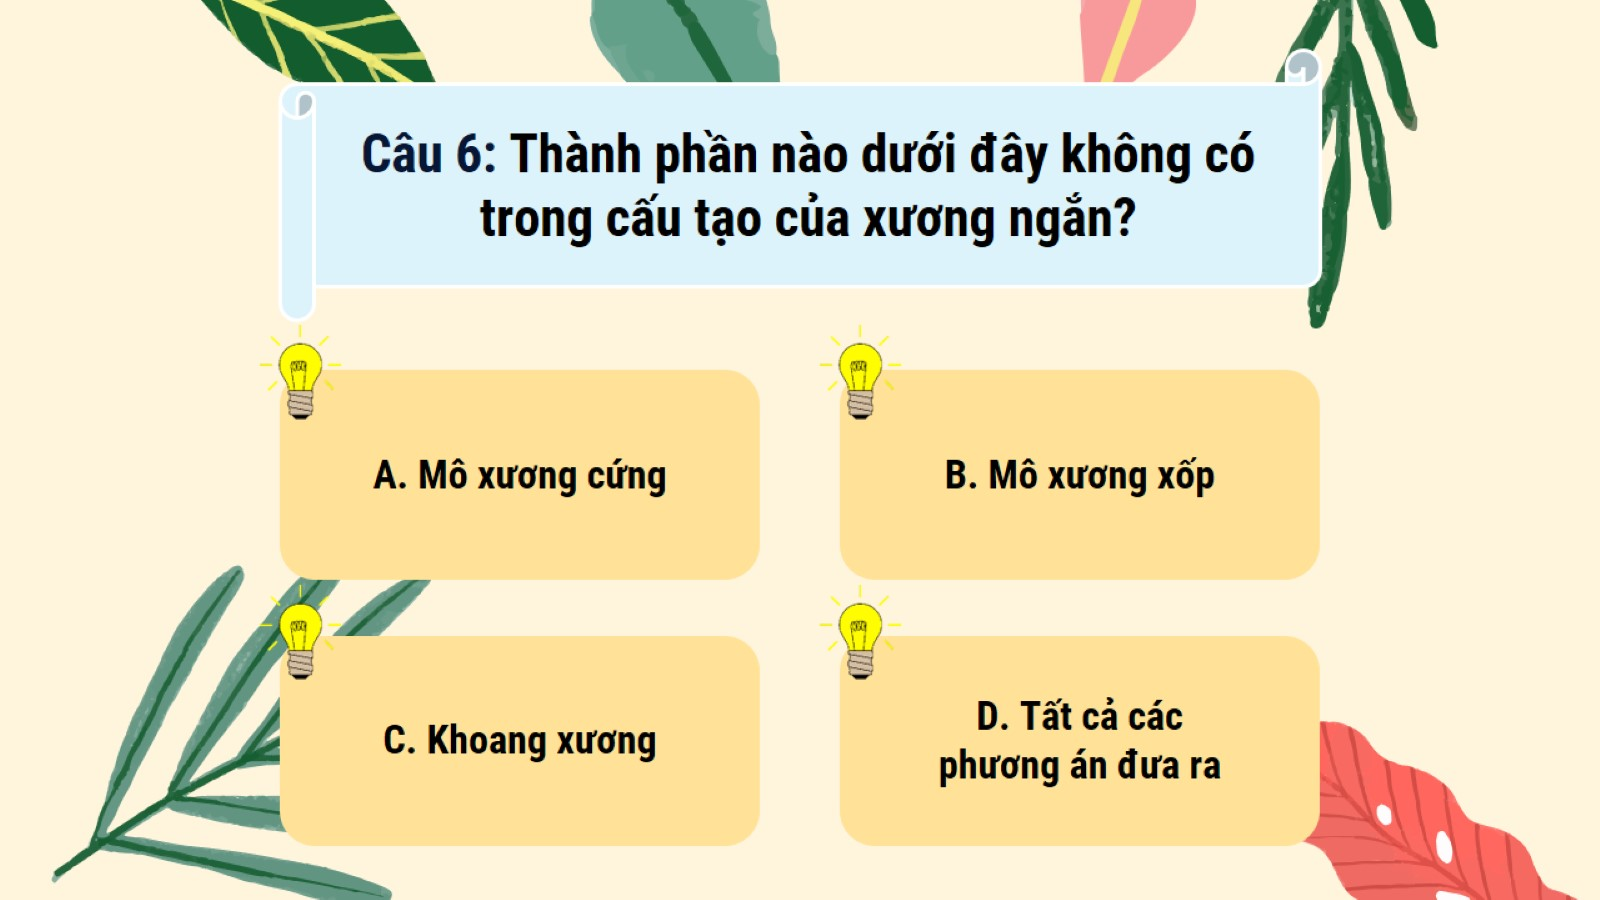 Câu 6: Thành phần nào dưới đây không có
trong cấu tạo của xương ngắn?
A. Mô xương cứng
B. Mô xương xốp
C. Khoang xương
D. Tất cả các
phương án đưa ra